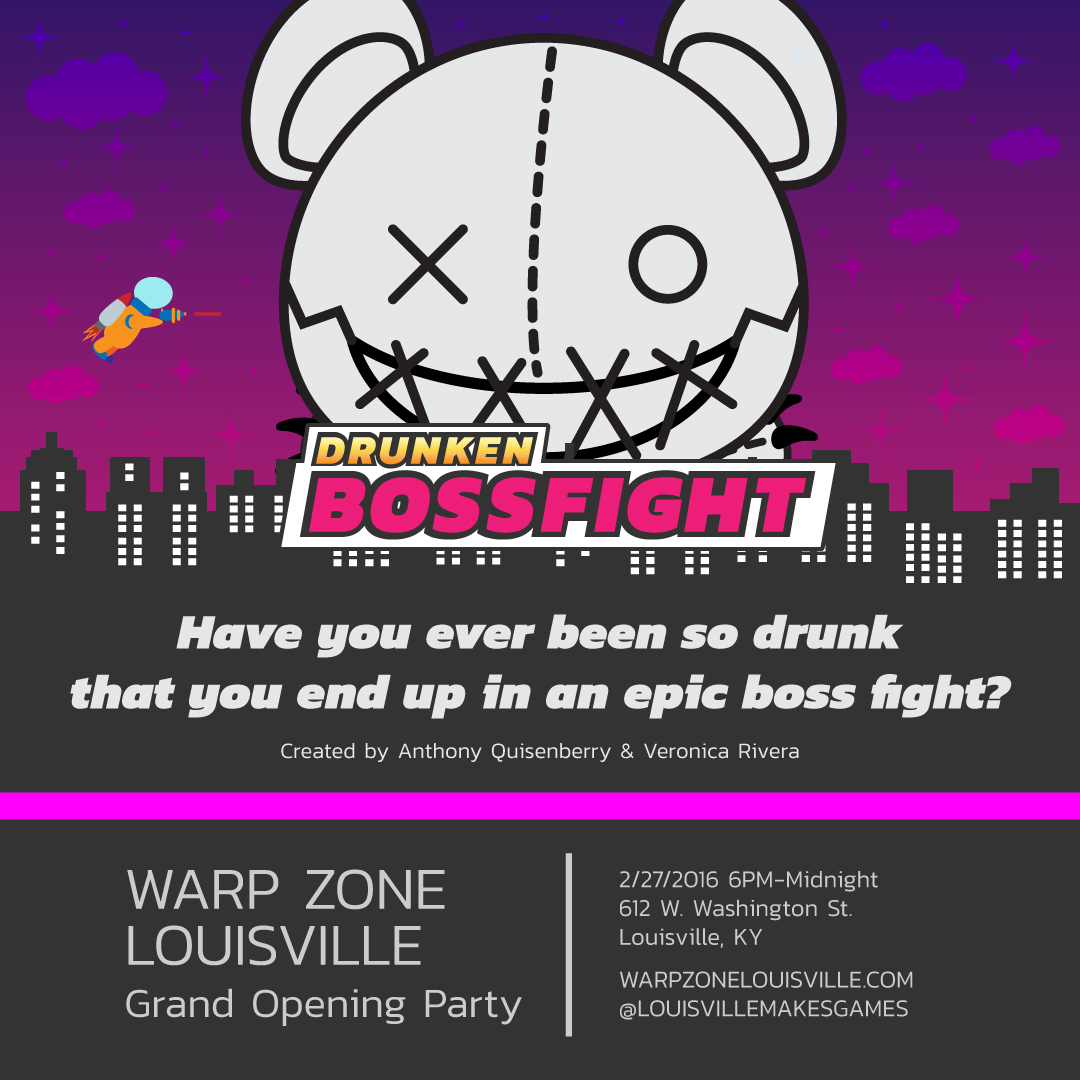 DRUNKEN
BOSSFIGHT
Have you ever been so drunk
that you end up in an epic boss fight?
Created by Anthony Quisenberry & Veronica Rivera
WARP ZONE
LOUISVILLE
Grand Opening Party
2/27/2016 6PM-Midnight
612 W. Washington St.
Louisville, KY
WARPZONELOUISVILLE.COM
@LOUISVILLEMAKESGAMES